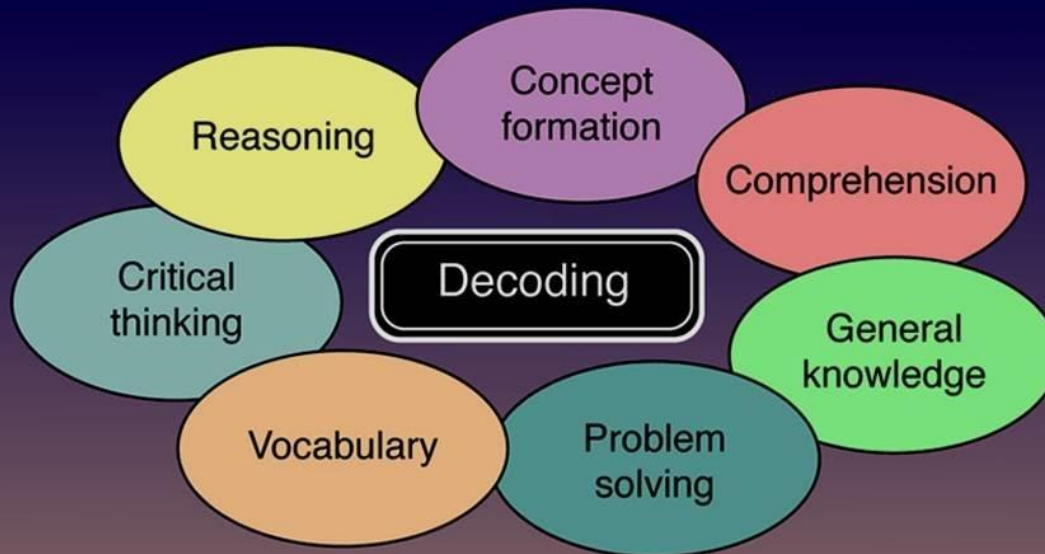 Concept
formation
Reasoning
Comprehension
Decoding
Critical
thinking
General
knowledge
Vocabulary
Problem
solving